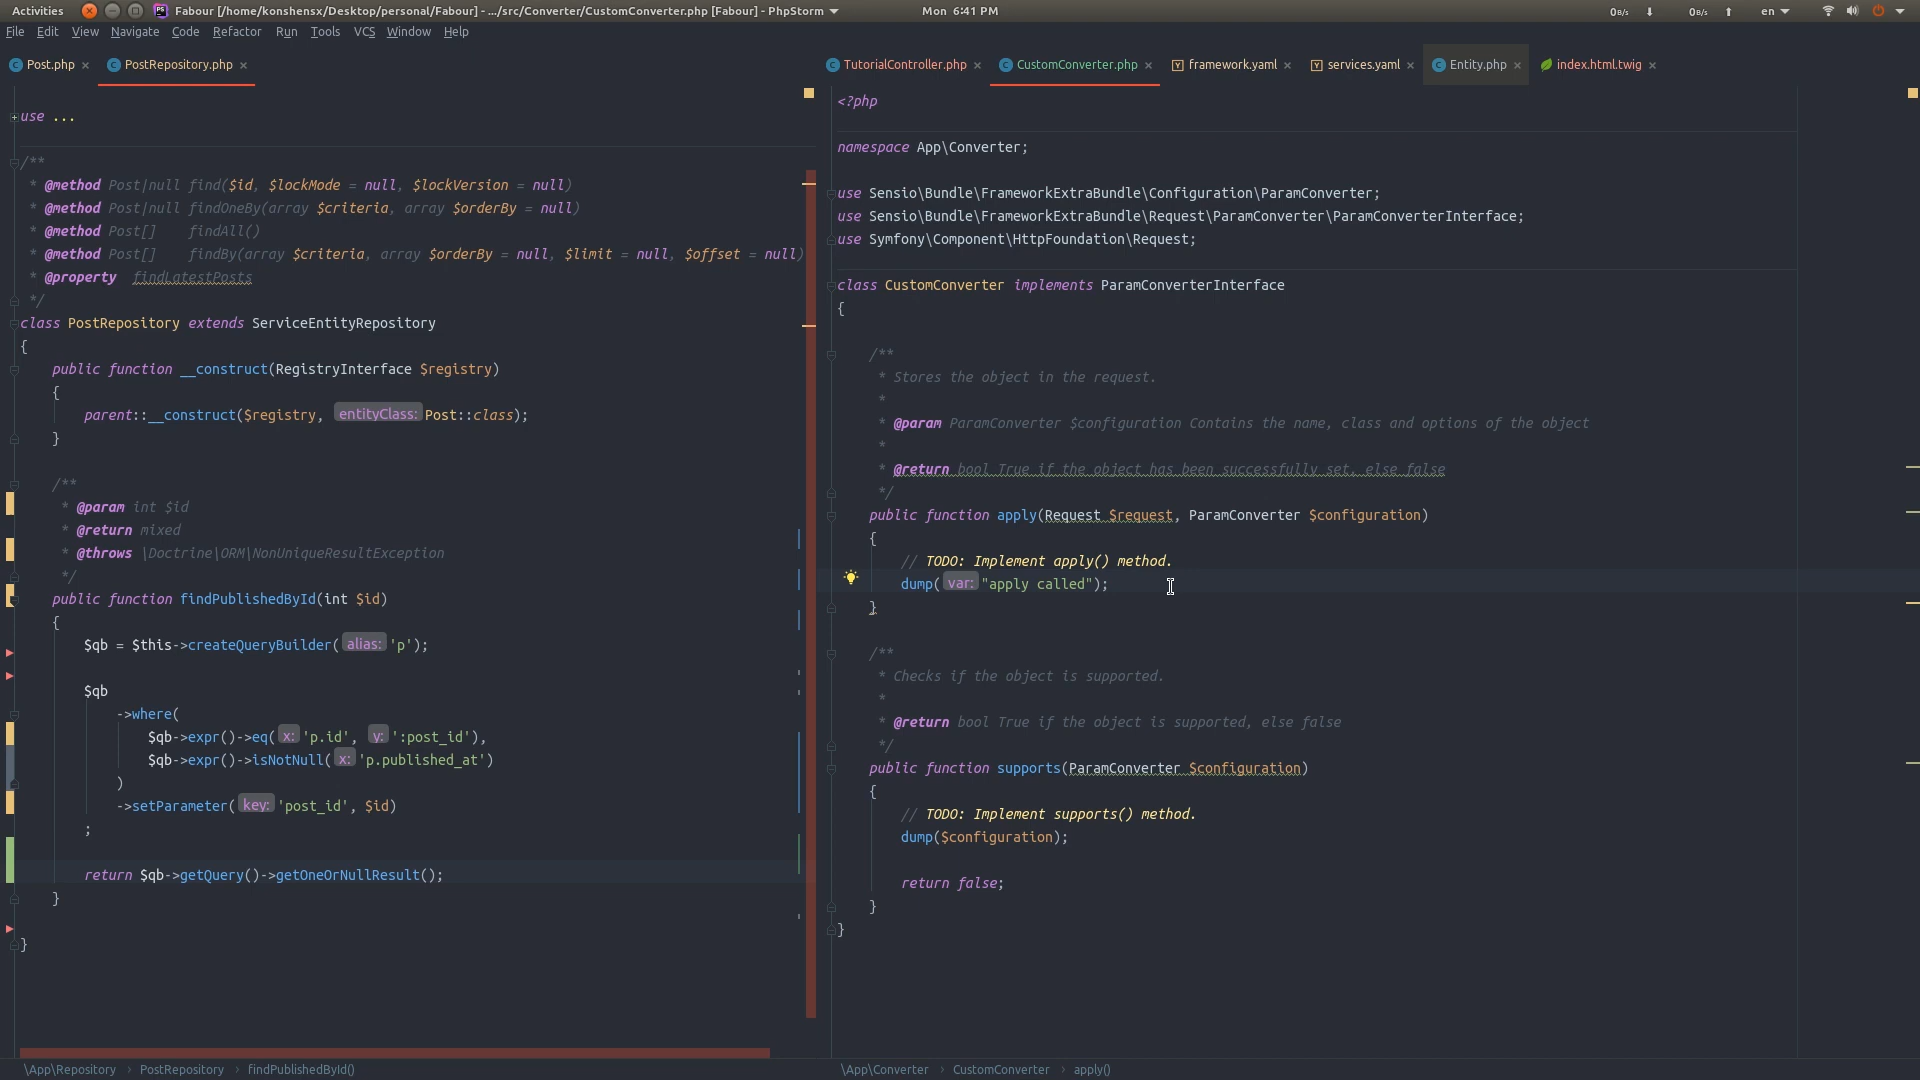 Activities
Fabour [/home/konshensx/Desktop/personal/Fabour] - .../src/Converter/CustomConverter.php [Fabour] - PhpStorm
Mon 6:41 PM
0B/s
0B/s
en
File Edit View Navigate Code Refactor Run Tools VCS Window Help
Post.php
PostRepository.php
use ...
/**
* @method Post|null find($id, $lockMode = null, $lockVersion = null)
* @method Post|null findOneBy(array $criteria, array $orderBy = null)
* @method Post[]    findAll()
* @method Post[]    findBy(array $criteria, array $orderBy = null, $limit = null, $offset = null)
* @property  findLatestPosts
*/
class PostRepository extends ServiceEntityRepository
{
public function __construct(RegistryInterface $registry)
{
parent::__construct($registry, entityClass: Post::class);
}
/**
* @param int $id
* @return mixed
* @throws \Doctrine\ORM\NonUniqueResultException
*/
public function findPublishedById(int $id)
{
$qb = $this->createQueryBuilder( alias: 'p');
$qb
->where(
$qb->expr()->eq( x: 'p.id', y: ':post_id'),
$qb->expr()->isNotNull( x: 'p.published_at')
)
->setParameter( key: 'post_id', $id)
;
return $qb->getQuery()->getOneOrNullResult();
}
}
\App\Repository › PostRepository › findPublishedById()
TutorialController.php
CustomConverter.php
framework.yaml
services.yaml
Entity.php
index.html.twig
<?php
namespace App\Converter;
use Sensio\Bundle\FrameworkExtraBundle\Configuration\ParamConverter;
use Sensio\Bundle\FrameworkExtraBundle\Request\ParamConverter\ParamConverterInterface;
use Symfony\Component\HttpFoundation\Request;
class CustomConverter implements ParamConverterInterface
{
/**
* Stores the object in the request.
*
* @param ParamConverter $configuration Contains the name, class and options of the object
*
* @return bool True if the object has been successfully set, else false
*/
public function apply(Request $request, ParamConverter $configuration)
{
// TODO: Implement apply() method.
dump( var: "apply called");
}
/**
* Checks if the object is supported.
*
* @return bool True if the object is supported, else false
*/
public function supports(ParamConverter $configuration)
{
// TODO: Implement supports() method.
dump($configuration);
return false;
}
}
\App\Converter › CustomConverter › apply()